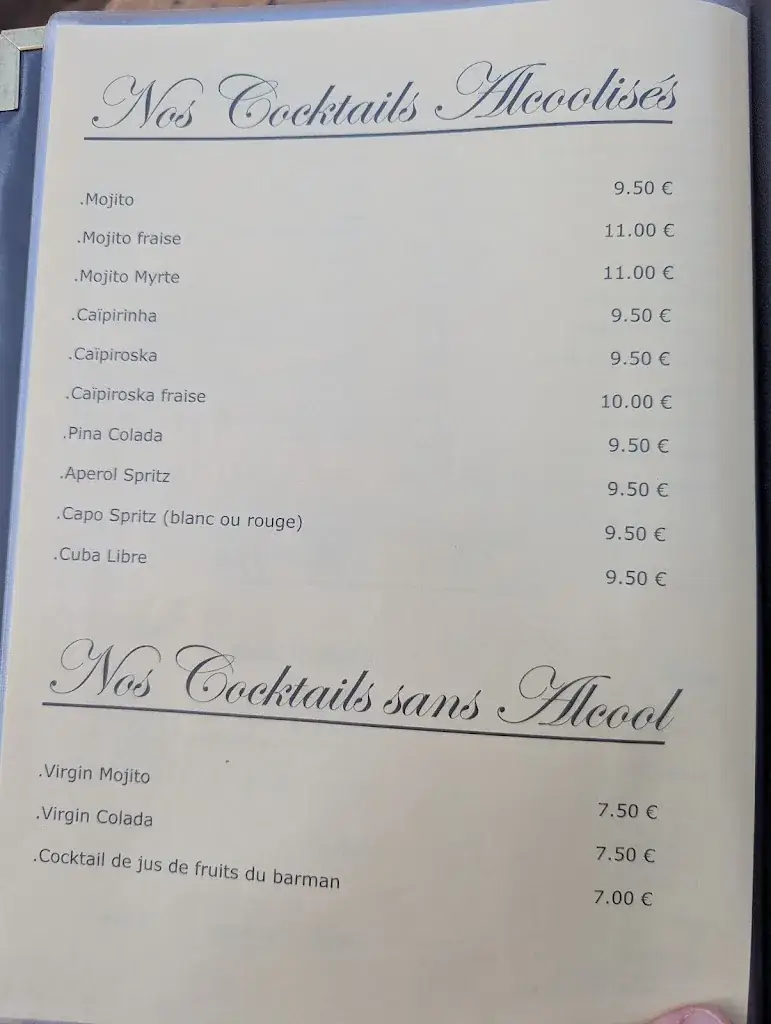 Nos Cocktails Alcoolisés
.Mojito 9.50 €
.Mojito fraise 11.00 €
.Mojito Myrte 11.00 €
.Caïpirinha 9.50 €
.Caïpiroska 9.50 €
.Caïpiroska fraise 10.00 €
.Pina Colada 9.50 €
.Aperol Spritz 9.50 €
.Capo Spritz (blanc ou rouge) 9.50 €
.Cuba Libre 9.50 €
Nos Cocktails sans Alcool
.Virgin Mojito 7.50 €
.Virgin Colada 7.50 €
.Cocktail de jus de fruits du barman 7.00 €